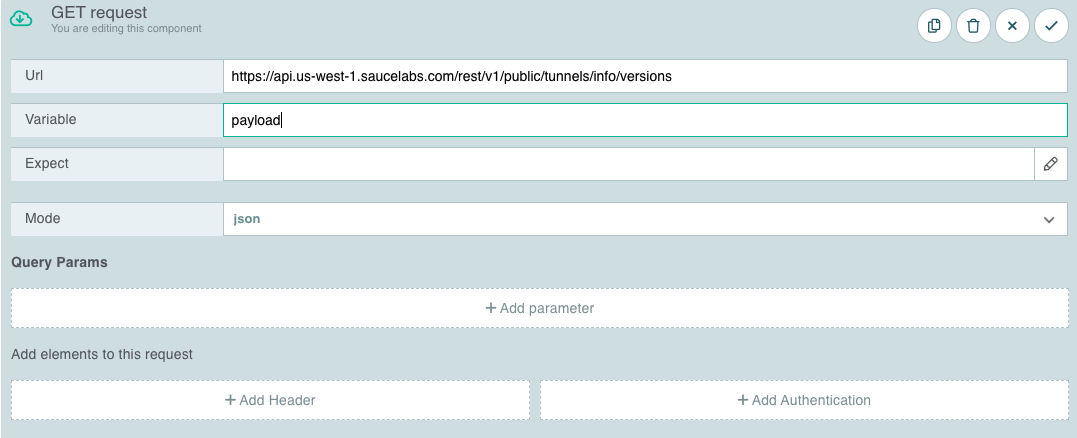 GET request
You are editing this component
Url
https://api.us-west-1.saucelabs.com/rest/v1/public/tunnels/info/versions
Variable
payload
Expect
Mode
json
Query Params
+ Add parameter
Add elements to this request
+ Add Header
+ Add Authentication